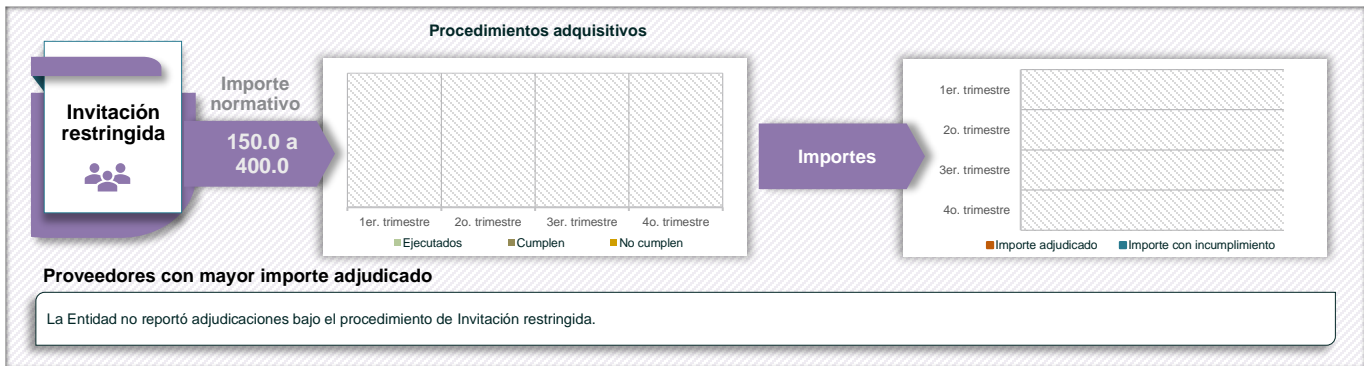 Procedimientos adquisitivos
Invitación
restringida
Importe
normativo
150.0 a
400.0
1er. trimestre
2o. trimestre
3er. trimestre
4o. trimestre
Ejecutados
Cumplen
No cumplen
Importes
1er. trimestre
2o. trimestre
3er. trimestre
4o. trimestre
Importe adjudicado
Importe con incumplimiento
Proveedores con mayor importe adjudicado
La Entidad no reportó adjudicaciones bajo el procedimiento de Invitación restringida.